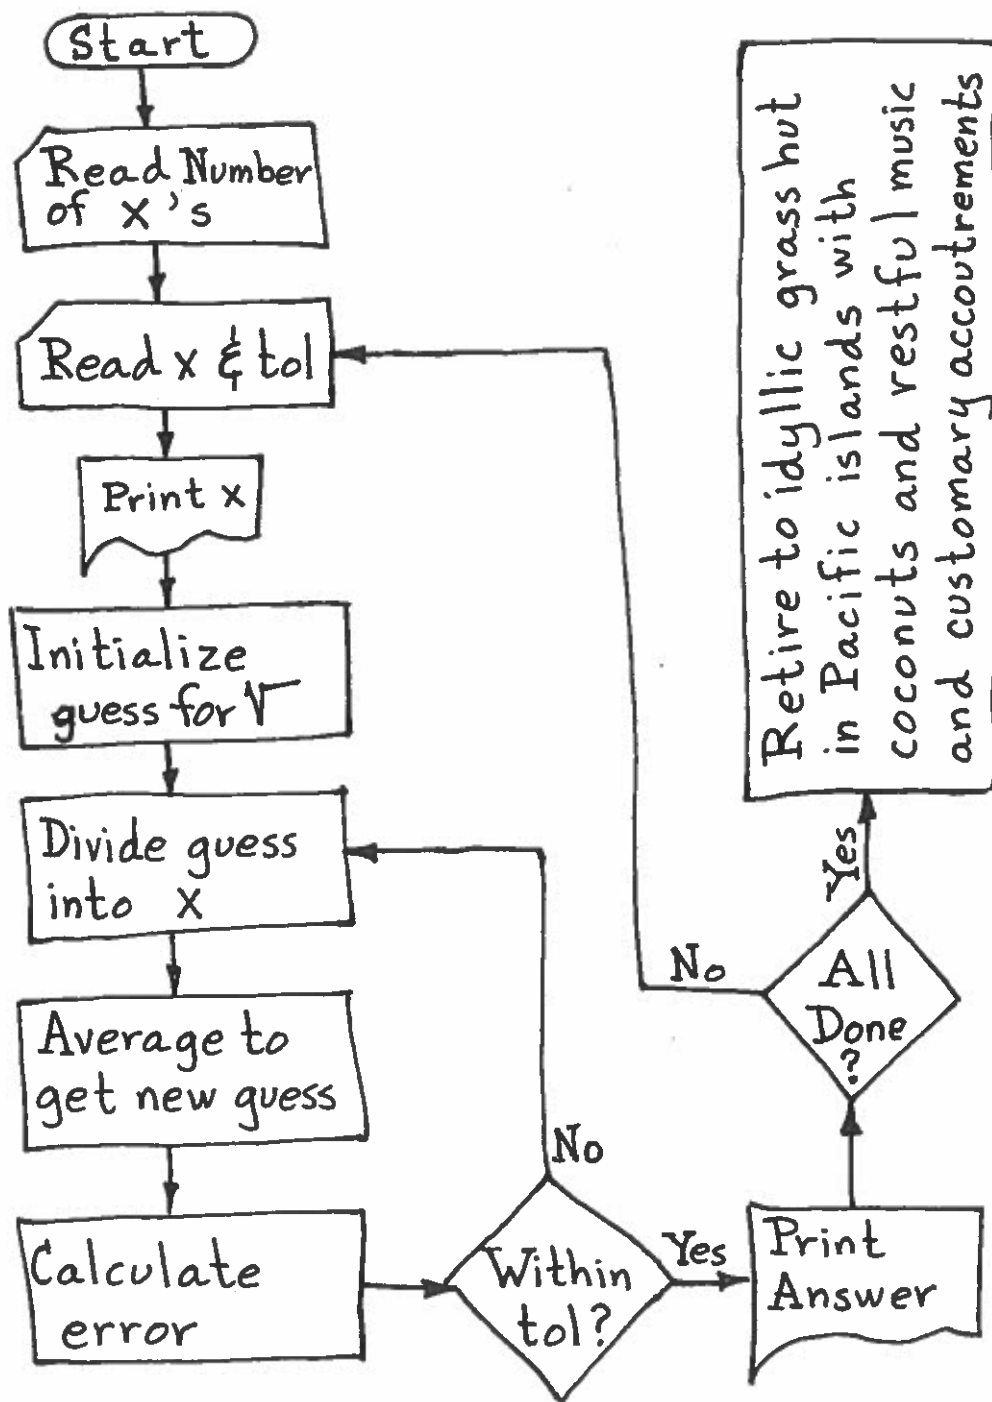 Start
Read Number
of x's
Read x & tol
Print x
Initialize
guess for √
Divide guess
into X
Average to
get new guess
Calculate
error
Within
tol?
No
Yes
Print
Answer
All
Done
?
No
Yes
Retire to idyllic grass hut
in Pacific islands with
coconuts and restful music
and customary accoutrements